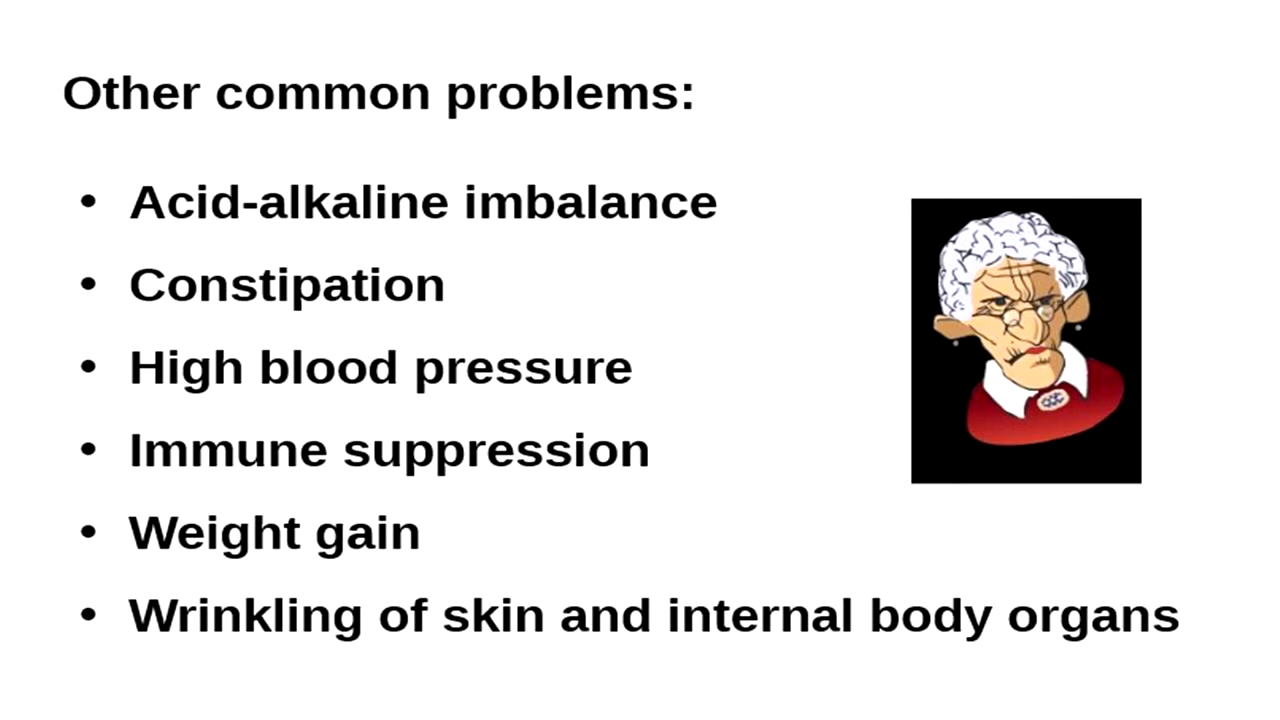 Other common problems:
• Acid-alkaline imbalance
• Constipation
• High blood pressure
• Immune suppression
• Weight gain
• Wrinkling of skin and internal body organs